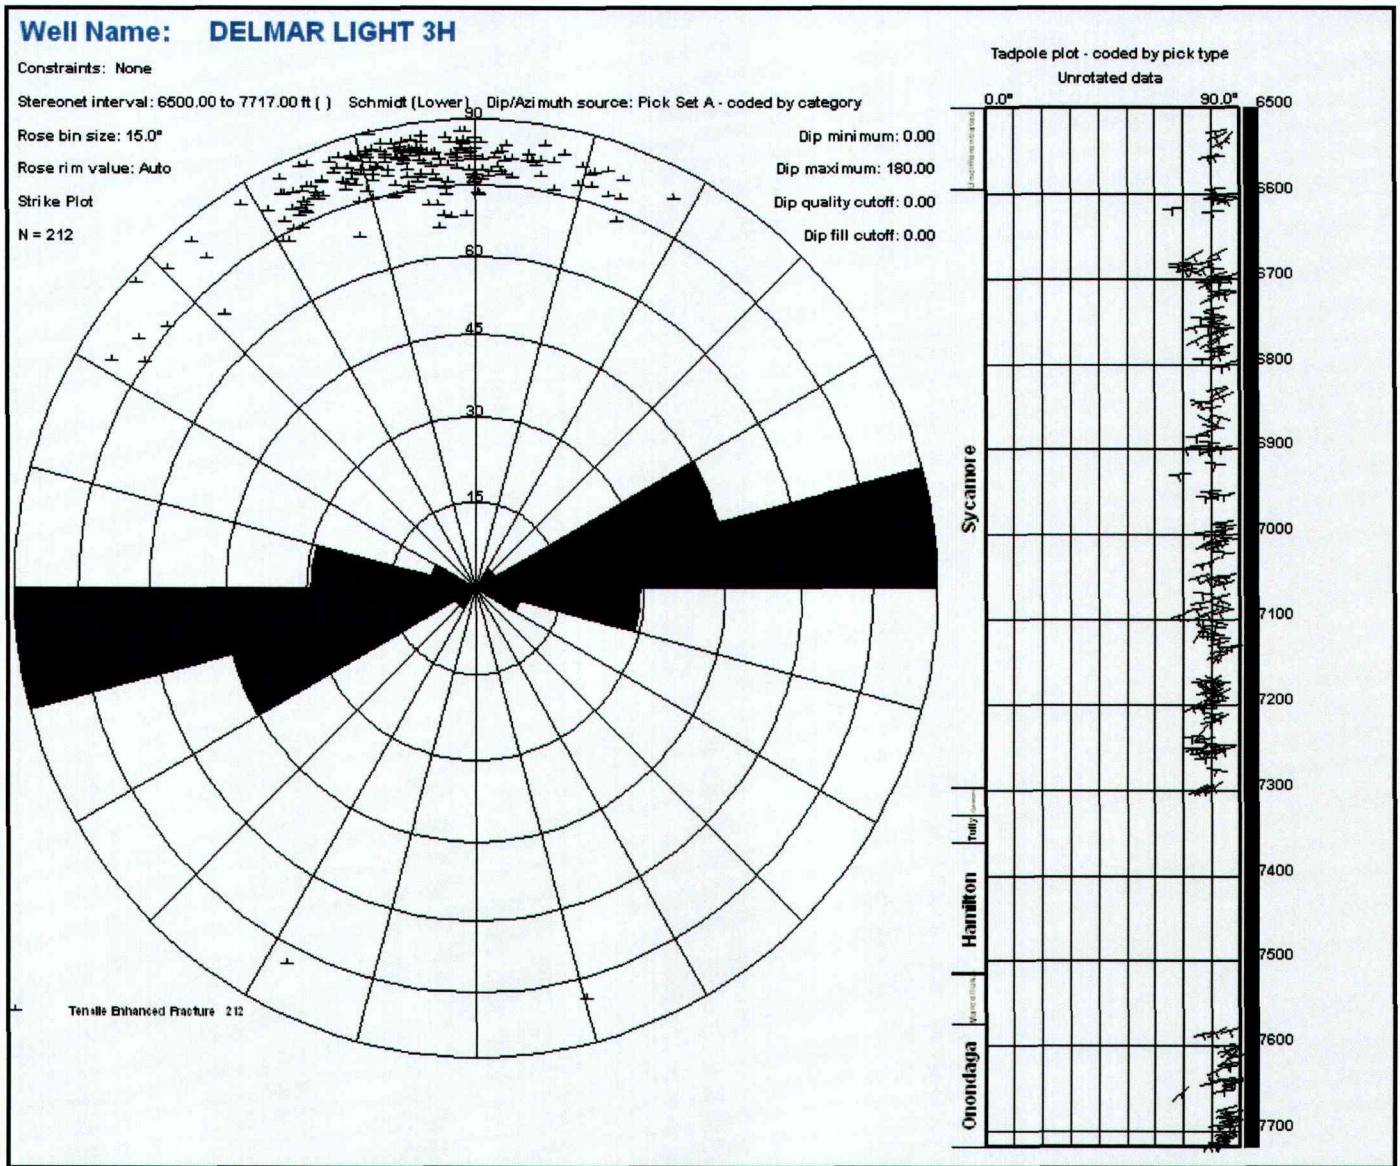 Well Name: DELMAR LIGHT 3H
Constraints: None
Stereonet interval: 6500.00 to 7717.00 ft ( ) Schmidt (Lower) Dip/Azimuth source: Pick Set A - coded by category
Rose bin size: 15.0°
Rose rim value: Auto
Strike Plot
N = 212
Dip minimum: 0.00
Dip maximum: 180.00
Dip quality cutoff: 0.00
Dip fill cutoff: 0.00
90
60
45
30
15
Tensile Enhanced Fracture 212
Tadpole plot - coded by pick type
Unrotated data
0.0° 90.0°
6500
6600
6700
6800
6900
7000
7100
7200
7300
7400
7500
7600
7700
Undifferentiated
Sycamore
Tully
Hamilton
Marcellus
Onondaga